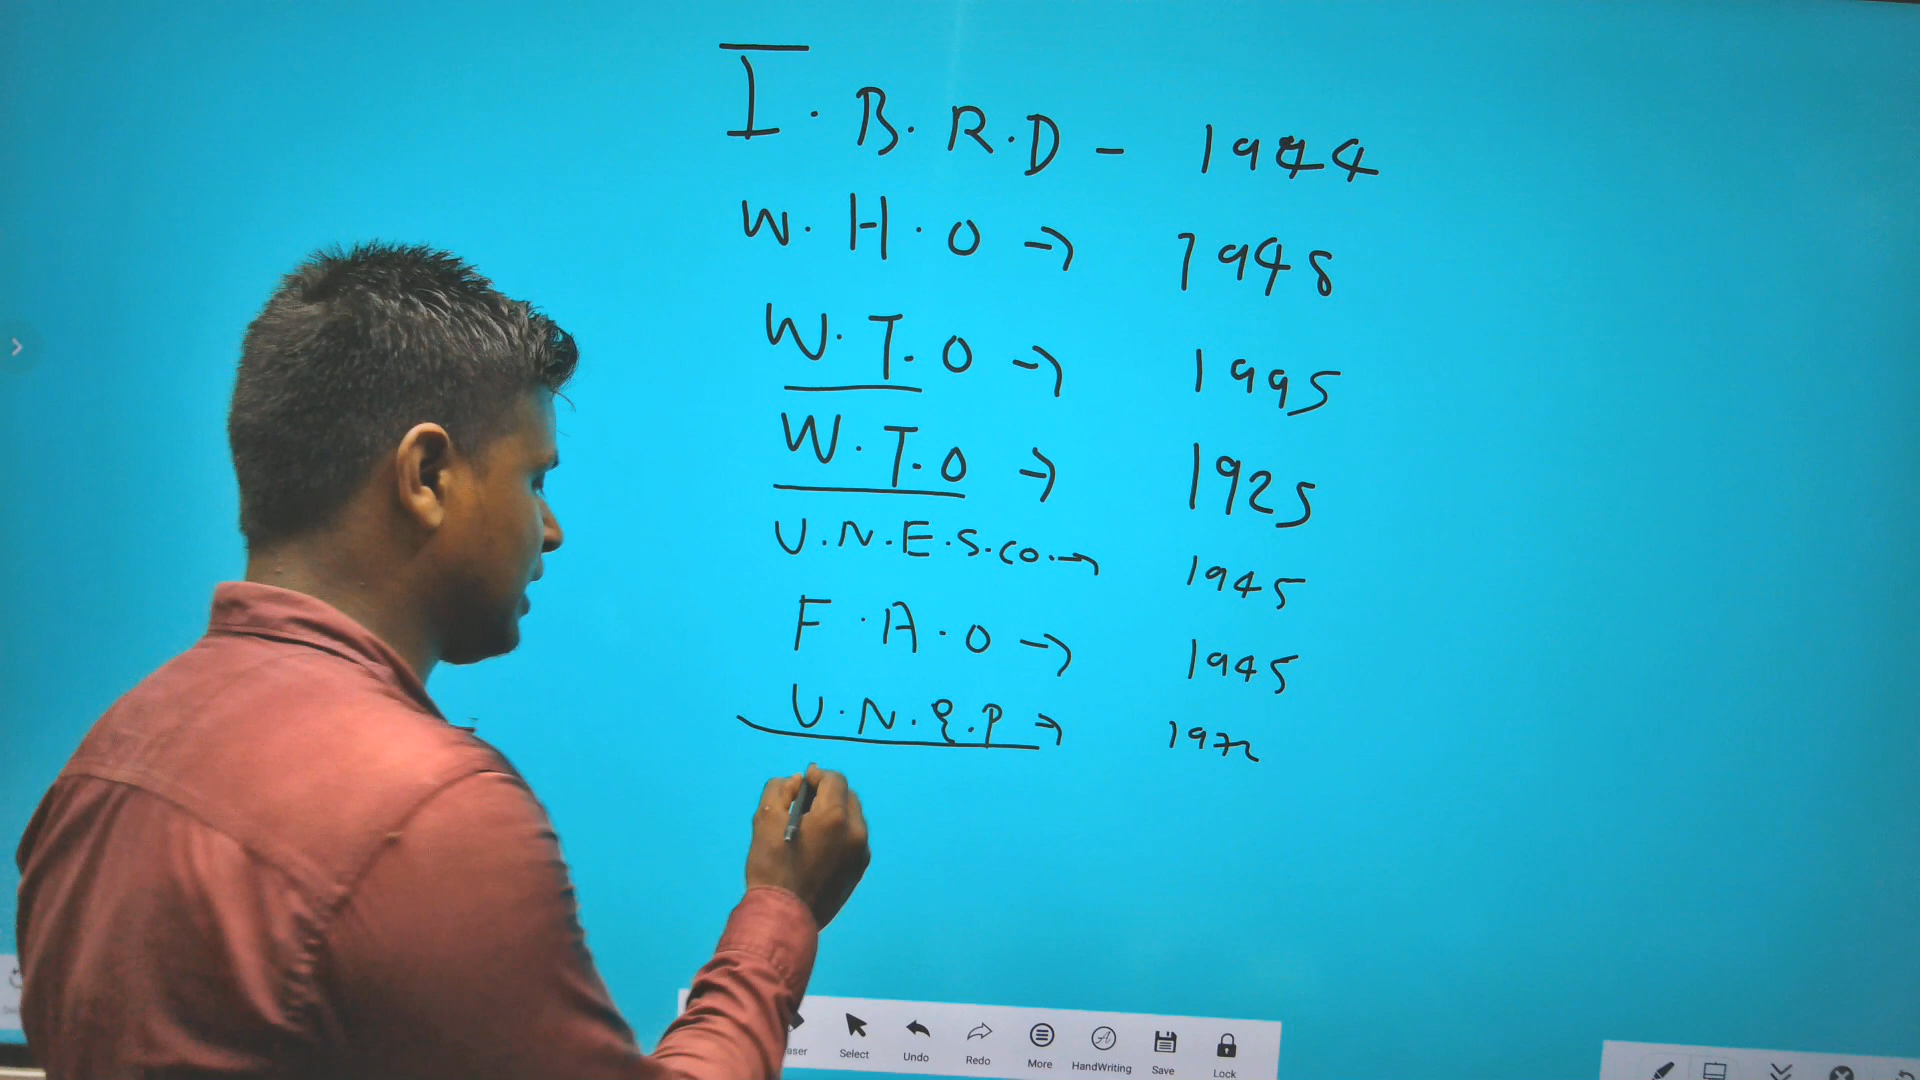 I.B.R.D - 1944
W.H.O → 1948
W.T.O → 1995
W.T.O → 1925
U.N.E.S.CO. → 1945
F.A.O → 1945
U.N.E.P → 1972
Select Undo Redo More HandWriting Save Lock